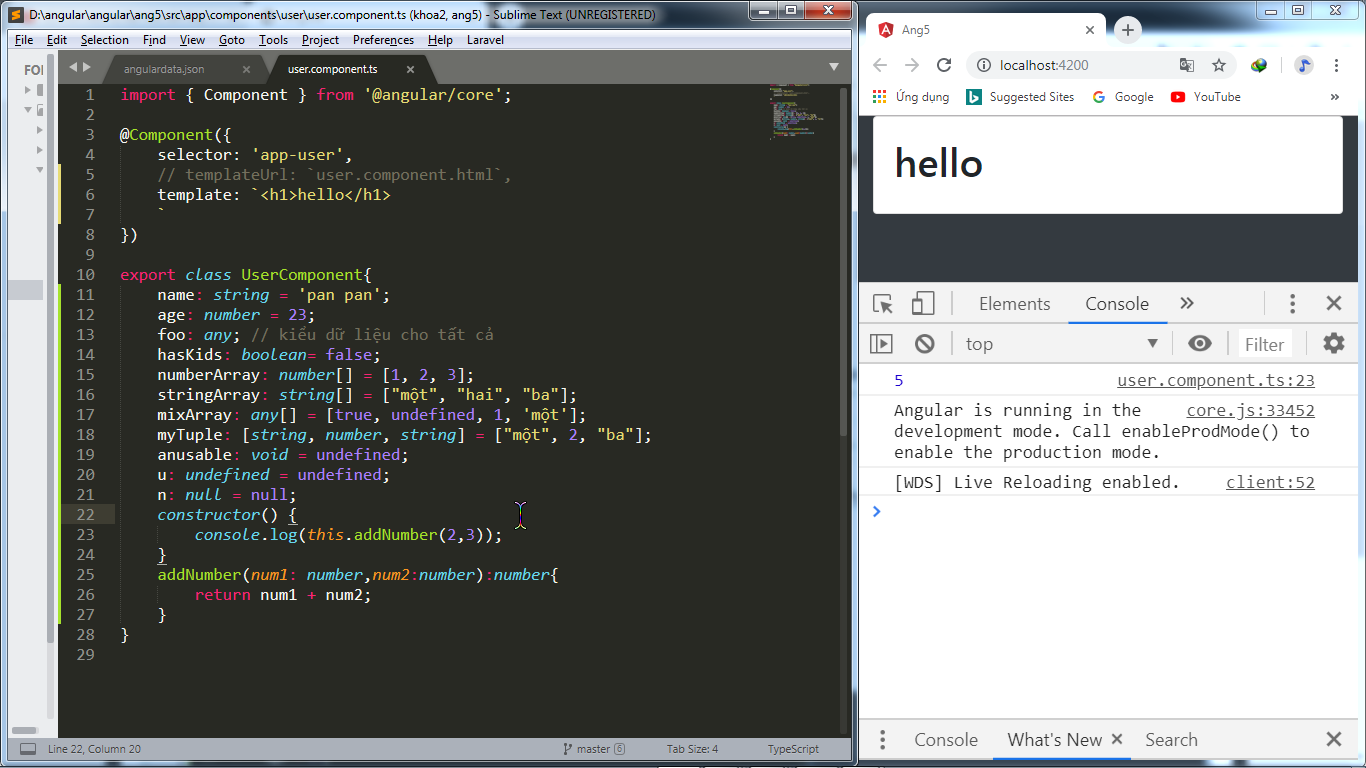 D:\angular\angular\ang5\src\app\components\user\user.component.ts (khoa2, ang5) - Sublime Text (UNREGISTERED)
File Edit Selection Find View Goto Tools Project Preferences Help Laravel
FOI
angulardata.json
user.component.ts
1 import { Component } from '@angular/core';
2
3 @Component({
4 selector: 'app-user',
5 // templateUrl: `user.component.html`,
6 template: `<h1>hello</h1>
7 `
8 })
9
10 export class UserComponent{
11 name: string = 'pan pan';
12 age: number = 23;
13 foo: any; // kiểu dữ liệu cho tất cả
14 hasKids: boolean= false;
15 numberArray: number[] = [1, 2, 3];
16 stringArray: string[] = ["một", "hai", "ba"];
17 mixArray: any[] = [true, undefined, 1, 'một'];
18 myTuple: [string, number, string] = ["một", 2, "ba"];
19 anusable: void = undefined;
20 u: undefined = undefined;
21 n: null = null;
22 constructor() {
23 console.log(this.addNumber(2,3));
24 }
25 addNumber(num1: number,num2:number):number{
26 return num1 + num2;
27 }
28 }
29
Line 22, Column 20
master 6
Tab Size: 4
TypeScript
Ang5
localhost:4200
Ứng dụng
Suggested Sites
Google
YouTube
»
hello
Elements
Console
»
top
Filter
5 user.component.ts:23
Angular is running in the core.js:33452
development mode. Call enableProdMode() to
enable the production mode.
[WDS] Live Reloading enabled. client:52
Console
What's New
Search